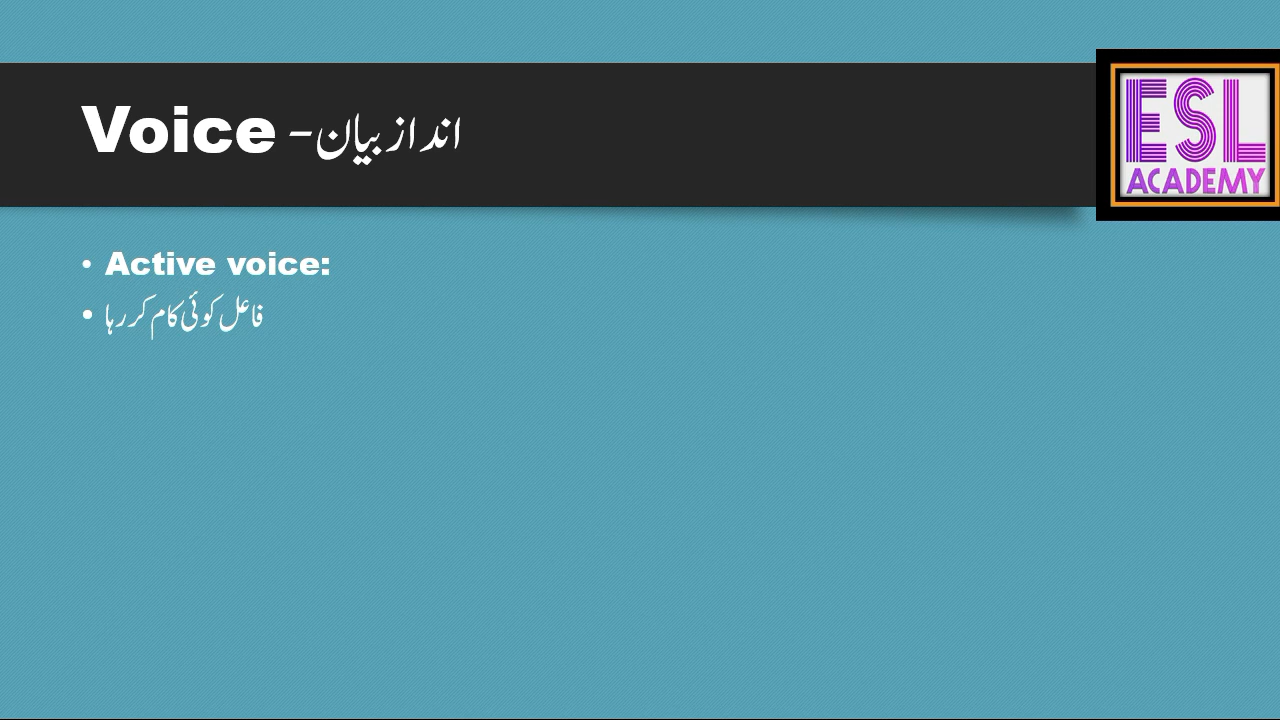 Voice - انداز بیان
ESL
ACADEMY
Active voice:
فاعل کوئی کام کر رہا